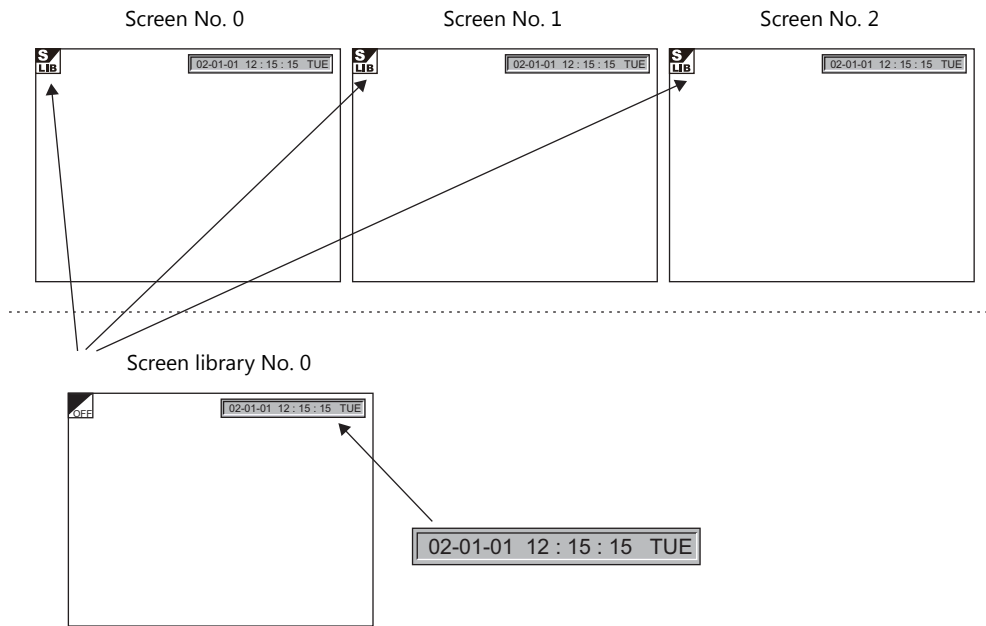 Screen No. 0
Screen No. 1
Screen No. 2
S
LIB
02-01-01 12 : 15 : 15 TUE
S
LIB
02-01-01 12 : 15 : 15 TUE
S
LIB
02-01-01 12 : 15 : 15 TUE
Screen library No. 0
OFF
02-01-01 12 : 15 : 15 TUE
02-01-01 12 : 15 : 15 TUE